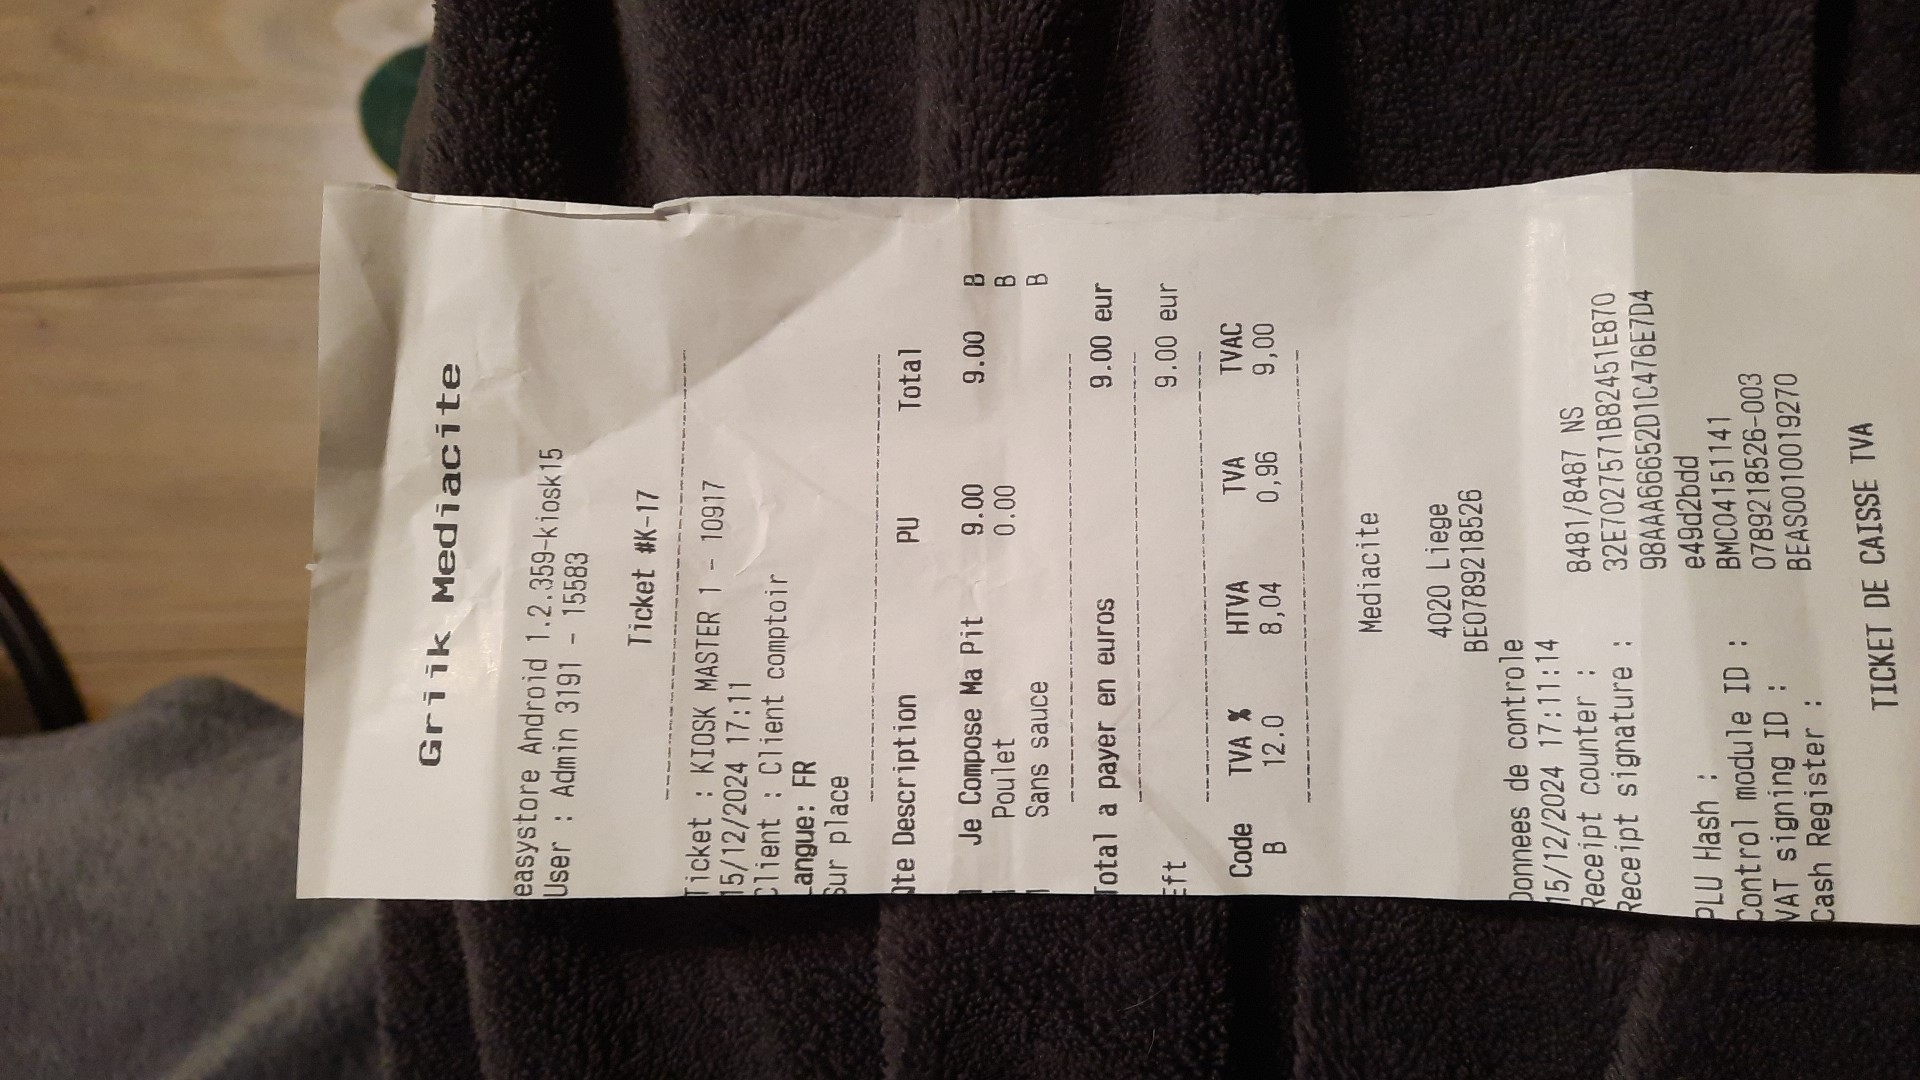 Griik Mediacite
easystore Android 1.2.359-kiosk15
User : Admin 3191 - 15583
Ticket #K-17
Ticket : KIOSK MASTER 1 - 10917
15/12/2024 17:11
Client : Client comptoir
Langue: FR
Sur place
Qte Description PU Total
1 Je Compose Ma Pit 9.00 9.00 B
1 Poulet 0.00 B
1 Sans sauce B
Total a payer en euros 9.00 eur
Eft 9.00 eur
Code TVA % HTVA TVA TVAC
B 12.0 8,04 0,96 9,00
Mediacite
4020 Liege
BE0789218526
Donnees de controle
15/12/2024 17:11:14
Receipt counter : 8481/8487 NS
Receipt signature : 32E7027571B82451E870
98AAA66652D1C476E7D4
PLU Hash : e49d2bdd
Control module ID : BMC04151141
VAT signing ID : 0789218526-003
Cash Register : BEAS0010019270
TICKET DE CAISSE TVA